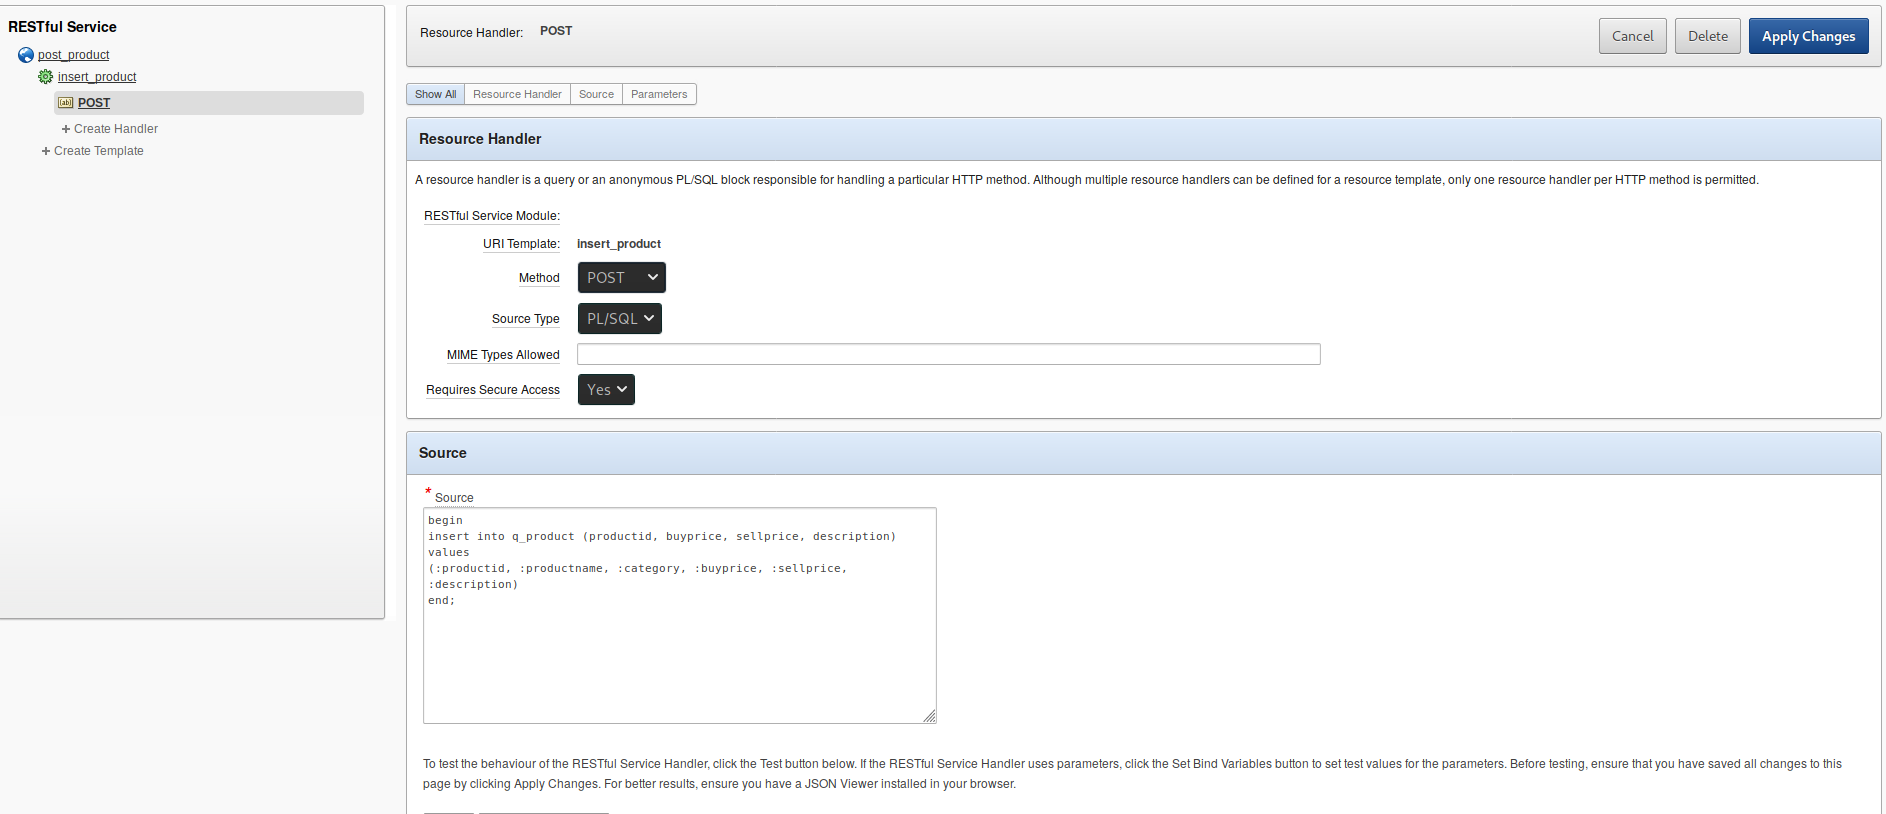 RESTful Service
post_product
insert_product
POST
Create Handler
Create Template
Resource Handler: POST
Cancel Delete Apply Changes
Show All Resource Handler Source Parameters
Resource Handler
A resource handler is a query or an anonymous PL/SQL block responsible for handling a particular HTTP method. Although multiple resource handlers can be defined for a resource template, only one resource handler per HTTP method is permitted.
RESTful Service Module:
URI Template: insert_product
Method POST
Source Type PL/SQL
MIME Types Allowed
Requires Secure Access Yes
Source
* Source
begin
insert into q_product (productid, buyprice, sellprice, description)
values
(:productid, :productname, :category, :buyprice, :sellprice,
:description)
end;
To test the behaviour of the RESTful Service Handler, click the Test button below. If the RESTful Service Handler uses parameters, click the Set Bind Variables button to set test values for the parameters. Before testing, ensure that you have saved all changes to this
page by clicking Apply Changes. For better results, ensure you have a JSON Viewer installed in your browser.